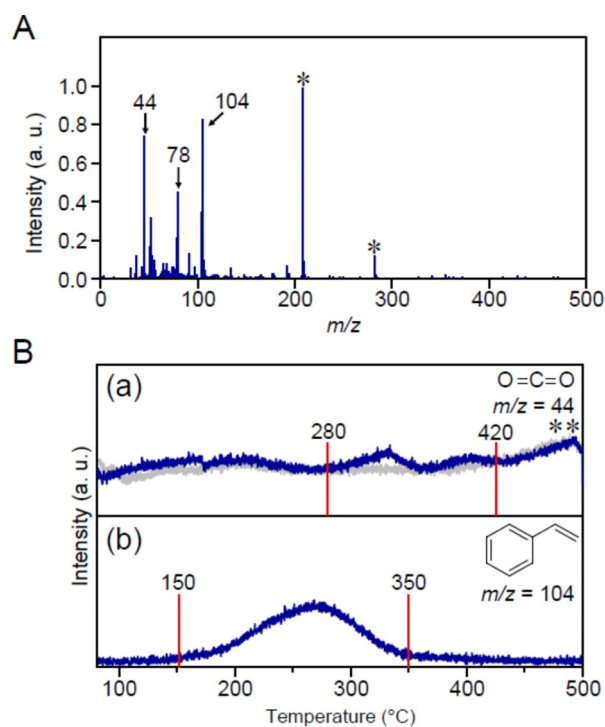 A
44
104
78
*
*
Intensity (a. u.)
1.0
0.8
0.6
0.4
0.2
0.0
0
100
200
300
400
500
m/z
B
(a)
O=C=O
m/z = 44
**
280
420
(b)
m/z = 104
150
350
Intensity (a. u.)
100
200
300
400
500
Temperature (°C)